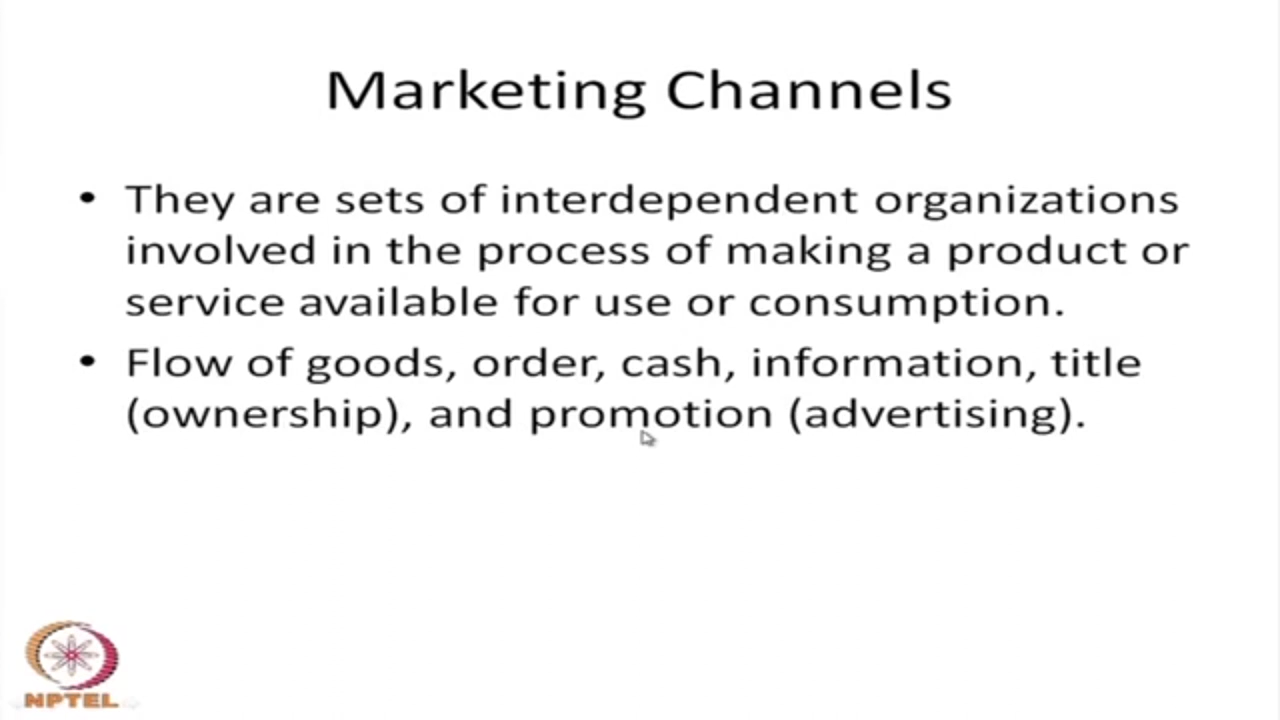 Marketing Channels
• They are sets of interdependent organizations
involved in the process of making a product or
service available for use or consumption.
• Flow of goods, order, cash, information, title
(ownership), and promotion (advertising).
NPTEL